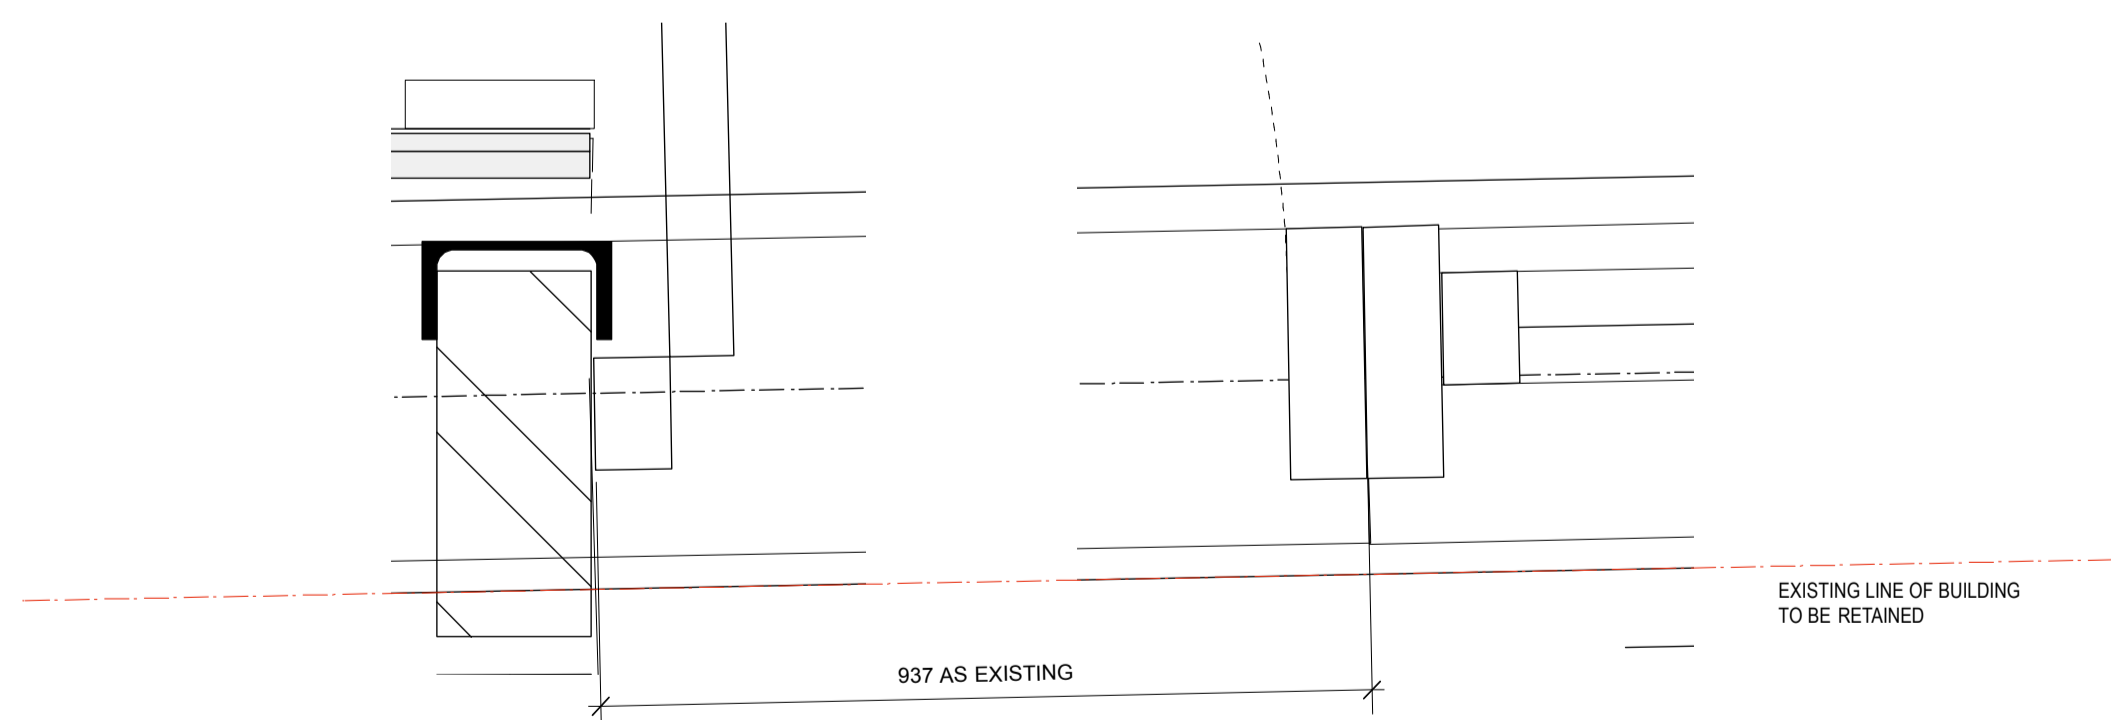 EXISTING LINE OF BUILDING
TO BE RETAINED
937 AS EXISTING